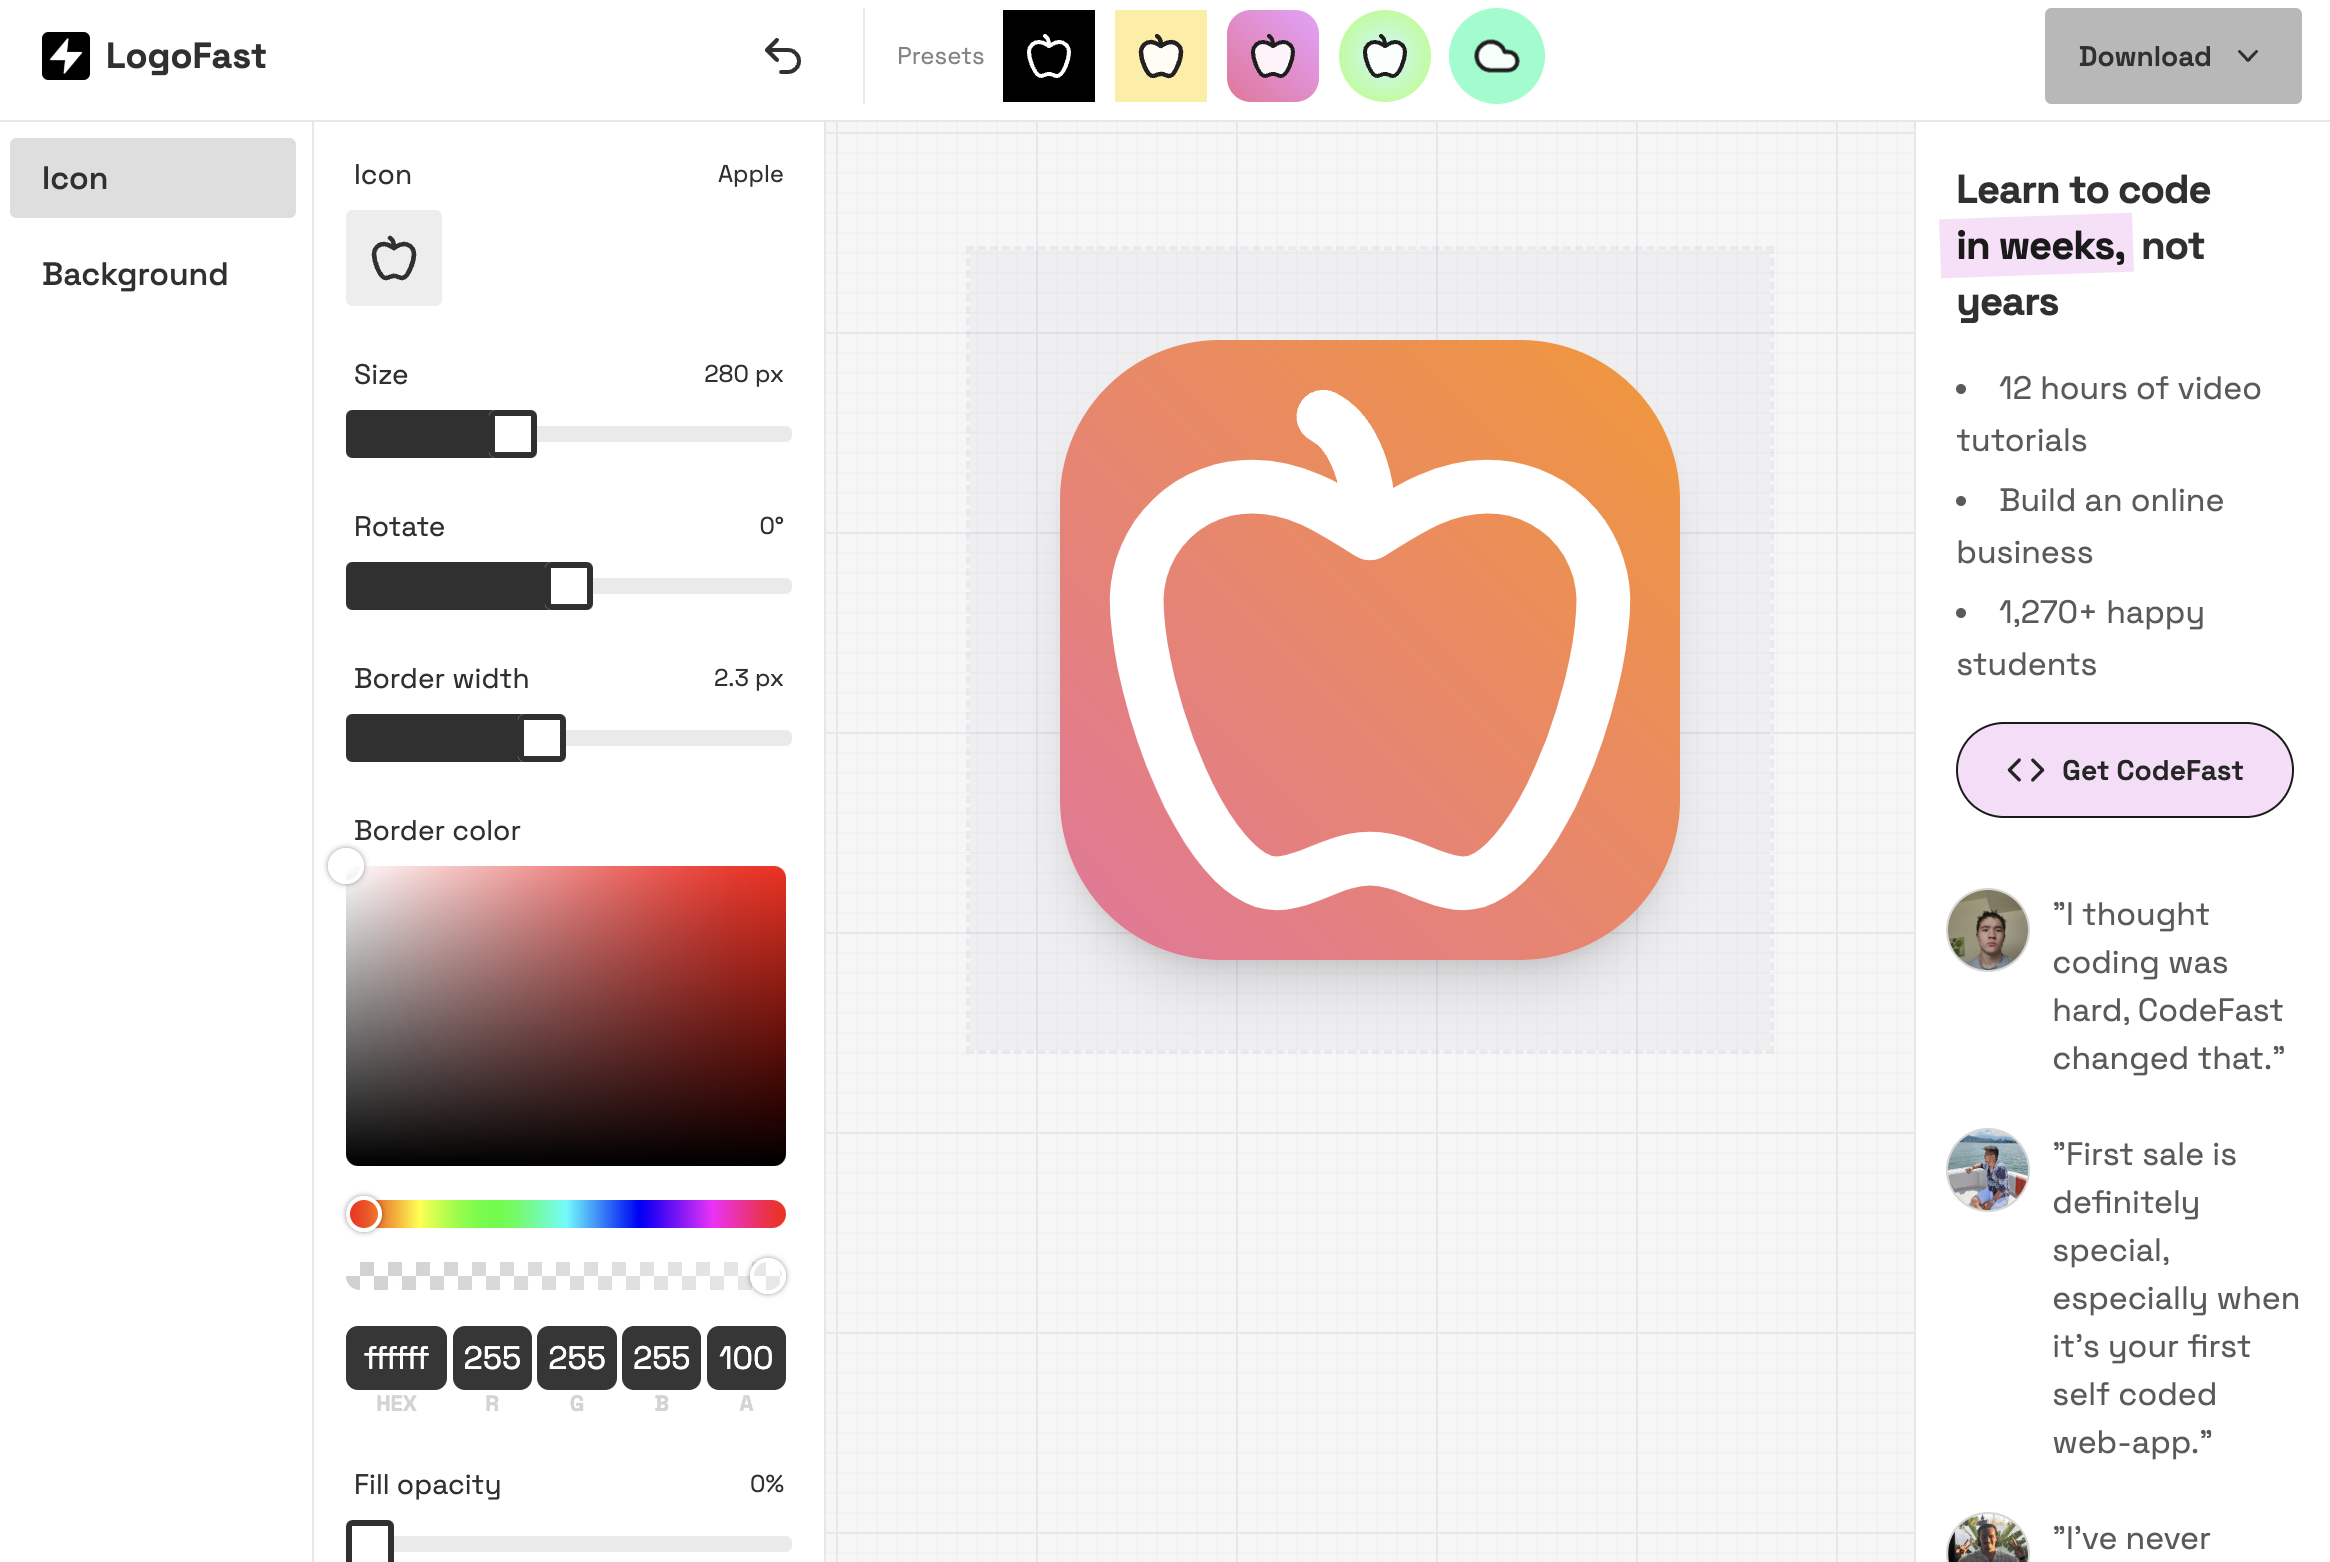 LogoFast
Presets
Download
Icon
Background
Icon
Apple
Size
280 px
Rotate
0°
Border width
2.3 px
Border color
ffffff
255
255
255
100
HEX
R
G
B
A
Fill opacity
0%
Learn to code
in weeks, not
years
• 12 hours of video
tutorials
• Build an online
business
• 1,270+ happy
students
Get CodeFast
”I thought
coding was
hard, CodeFast
changed that.”
”First sale is
definitely
special,
especially when
it’s your first
self coded
web-app.”
”I’ve never